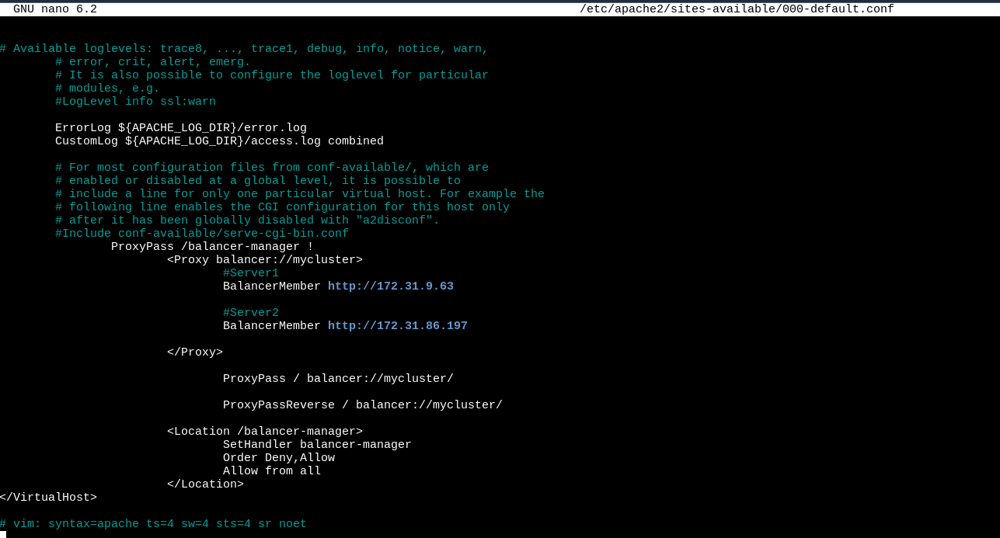 GNU nano 6.2 /etc/apache2/sites-available/000-default.conf
# Available loglevels: trace8, ..., trace1, debug, info, notice, warn,
# error, crit, alert, emerg.
# It is also possible to configure the loglevel for particular
# modules, e.g.
#LogLevel info ssl:warn
ErrorLog ${APACHE_LOG_DIR}/error.log
CustomLog ${APACHE_LOG_DIR}/access.log combined
# For most configuration files from conf-available/, which are
# enabled or disabled at a global level, it is possible to
# include a line for only one particular virtual host. For example the
# following line enables the CGI configuration for this host only
# after it has been globally disabled with "a2disconf".
#Include conf-available/serve-cgi-bin.conf
ProxyPass /balancer-manager !
<Proxy balancer://mycluster>
#Server1
BalancerMember http://172.31.9.63
#Server2
BalancerMember http://172.31.86.197
</Proxy>
ProxyPass / balancer://mycluster/
ProxyPassReverse / balancer://mycluster/
<Location /balancer-manager>
SetHandler balancer-manager
Order Deny,Allow
Allow from all
</Location>
</VirtualHost>
# vim: syntax=apache ts=4 sw=4 sts=4 sr noet